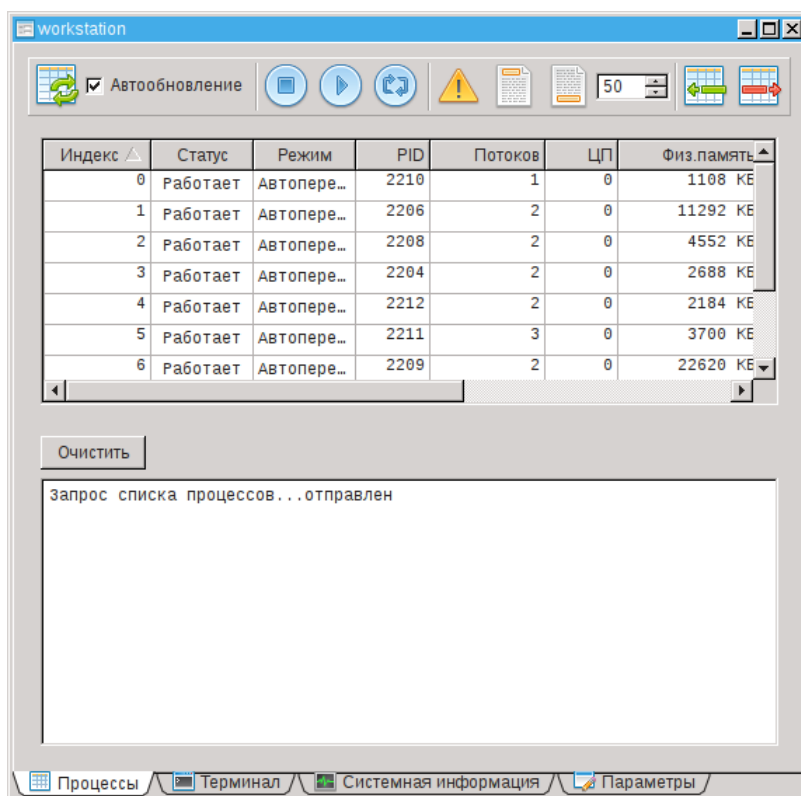 workstation
Автообновление 50
Индекс Статус Режим PID Потоков ЦП Физ.память
0 Работает Автопере… 2210 1 0 1108 КБ
1 Работает Автопере… 2206 2 0 11292 КБ
2 Работает Автопере… 2208 2 0 4552 КБ
3 Работает Автопере… 2204 2 0 2688 КБ
4 Работает Автопере… 2212 2 0 2184 КБ
5 Работает Автопере… 2211 3 0 3700 КБ
6 Работает Автопере… 2209 2 0 22620 КБ
Очистить
Запрос списка процессов...отправлен
Процессы Терминал Системная информация Параметры